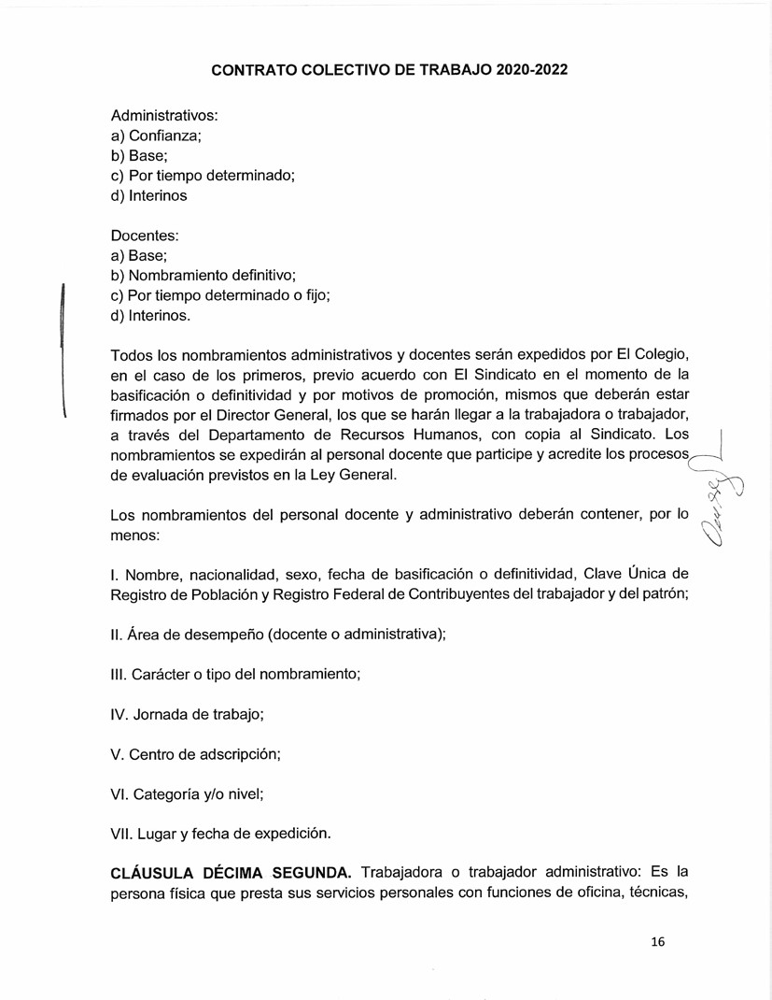 CONTRATO COLECTIVO DE TRABAJO 2020-2022
Administrativos:
a) Confianza;
b) Base;
c) Por tiempo determinado;
d) Interinos
Docentes:
a) Base;
b) Nombramiento definitivo;
c) Por tiempo determinado o fijo;
d) Interinos.
Todos los nombramientos administrativos y docentes serán expedidos por El Colegio,
en el caso de los primeros, previo acuerdo con El Sindicato en el momento de la
basificación o definitividad y por motivos de promoción, mismos que deberán estar
firmados por el Director General, los que se harán llegar a la trabajadora o trabajador,
a través del Departamento de Recursos Humanos, con copia al Sindicato. Los
nombramientos se expedirán al personal docente que participe y acredite los procesos
de evaluación previstos en la Ley General.
Los nombramientos del personal docente y administrativo deberán contener, por lo
menos:
I. Nombre, nacionalidad, sexo, fecha de basificación o definitividad, Clave Única de
Registro de Población y Registro Federal de Contribuyentes del trabajador y del patrón;
II. Área de desempeño (docente o administrativa);
III. Carácter o tipo del nombramiento;
IV. Jornada de trabajo;
V. Centro de adscripción;
VI. Categoría y/o nivel;
VII. Lugar y fecha de expedición.
CLÁUSULA DÉCIMA SEGUNDA. Trabajadora o trabajador administrativo: Es la
persona física que presta sus servicios personales con funciones de oficina, técnicas,
16